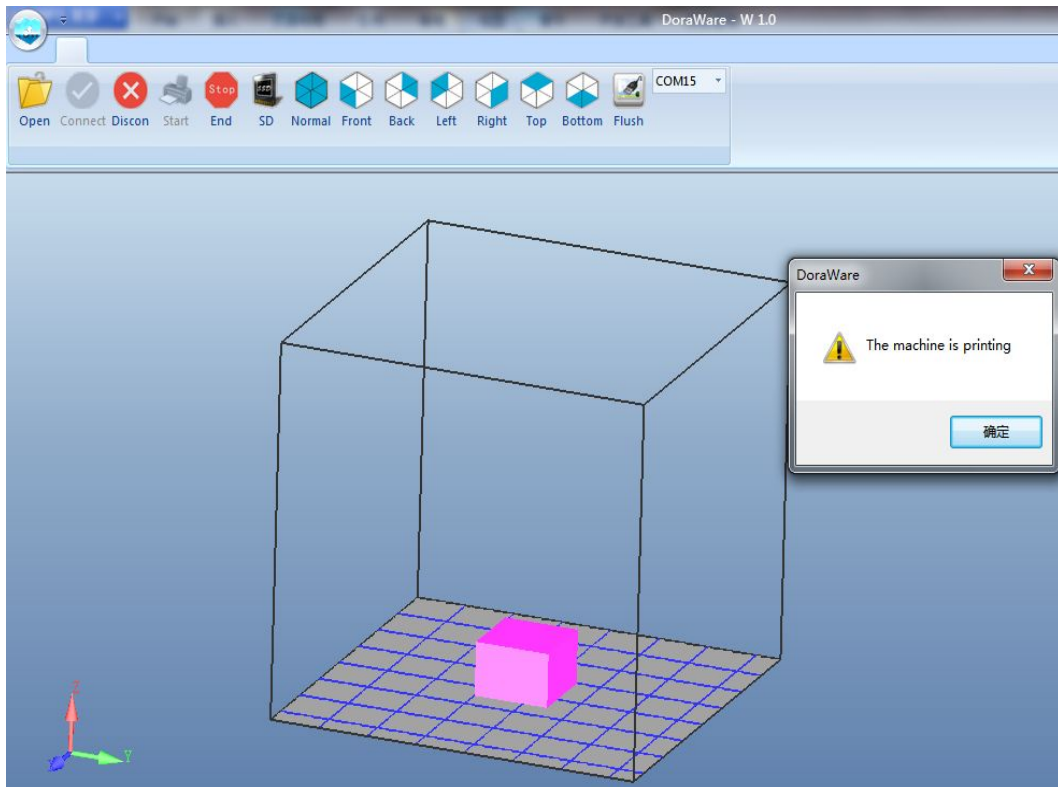 DoraWare - W 1.0
COM15
Open Connect Discon Start End SD Normal Front Back Left Right Top Bottom Flush
Stop
SSD
DoraWare
The machine is printing
确定
Z
Y